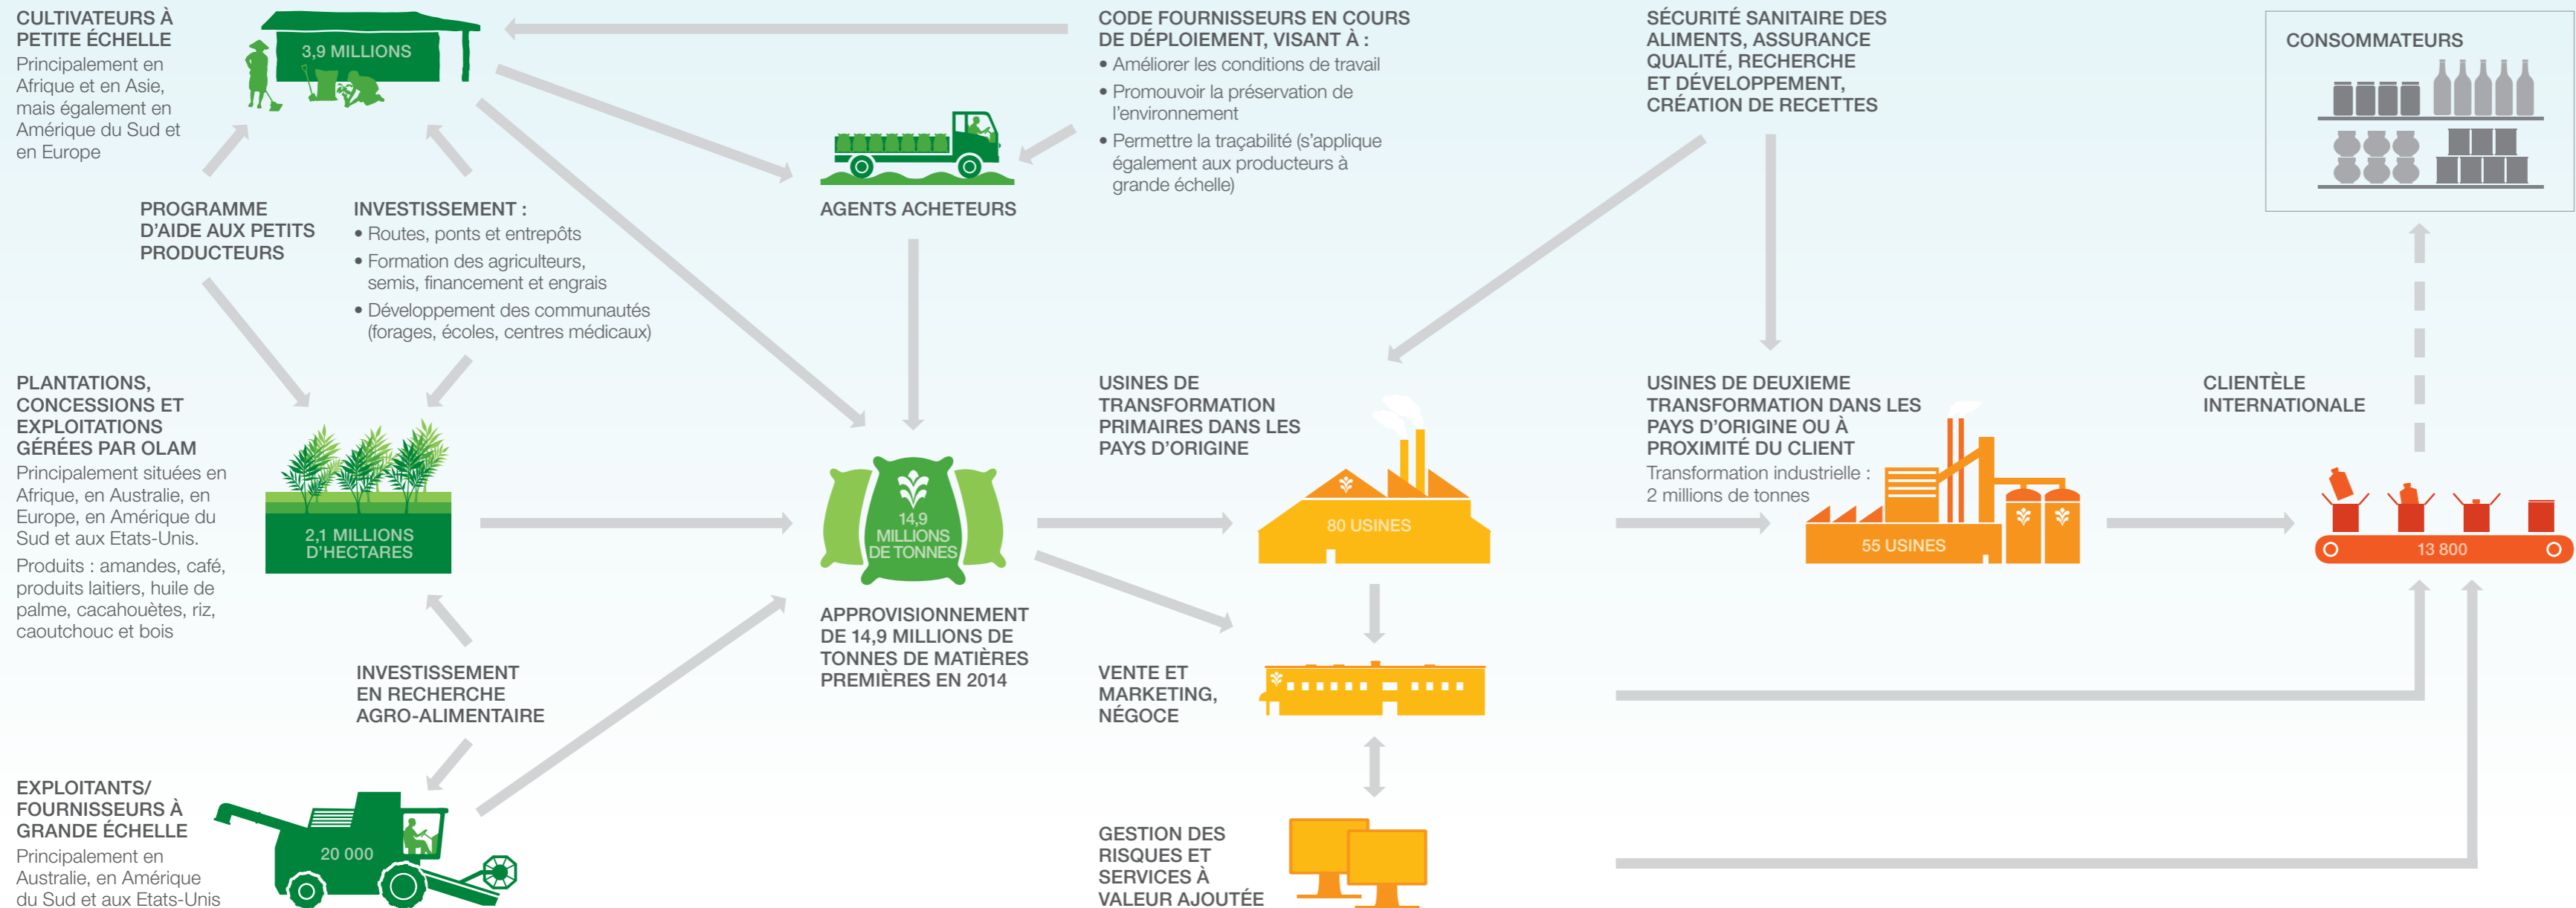 CULTIVATEURS À
PETITE ÉCHELLE
Principalement en
Afrique et en Asie,
mais également en
Amérique du Sud et
en Europe
3,9 MILLIONS
PROGRAMME
D'AIDE AUX PETITS
PRODUCTEURS
INVESTISSEMENT :
• Routes, ponts et entrepôts
• Formation des agriculteurs,
semis, financement et engrais
• Développement des communautés
(forages, écoles, centres médicaux)
PLANTATIONS,
CONCESSIONS ET
EXPLOITATIONS
GÉRÉES PAR OLAM
Principalement situées en
Afrique, en Australie, en
Europe, en Amérique du
Sud et aux Etats-Unis.
Produits : amandes, café,
produits laitiers, huile de
palme, cacahouètes, riz,
caoutchouc et bois
2,1 MILLIONS
D'HECTARES
INVESTISSEMENT
EN RECHERCHE
AGRO-ALIMENTAIRE
EXPLOITANTS/
FOURNISSEURS À
GRANDE ÉCHELLE
Principalement en
Australie, en Amérique
du Sud et aux Etats-Unis
20 000
AGENTS ACHETEURS
14,9
MILLIONS
DE TONNES
APPROVISIONNEMENT
DE 14,9 MILLIONS DE
TONNES DE MATIÈRES
PREMIÈRES EN 2014
CODE FOURNISSEURS EN COURS
DE DÉPLOIEMENT, VISANT À :
• Améliorer les conditions de travail
• Promouvoir la préservation de
l'environnement
• Permettre la traçabilité (s'applique
également aux producteurs à
grande échelle)
USINES DE
TRANSFORMATION
PRIMAIRES DANS LES
PAYS D'ORIGINE
80 USINES
VENTE ET
MARKETING,
NÉGOCE
GESTION DES
RISQUES ET
SERVICES À
VALEUR AJOUTÉE
SÉCURITÉ SANITAIRE DES
ALIMENTS, ASSURANCE
QUALITÉ, RECHERCHE
ET DÉVELOPPEMENT,
CRÉATION DE RECETTES
USINES DE DEUXIEME
TRANSFORMATION DANS LES
PAYS D'ORIGINE OU À
PROXIMITÉ DU CLIENT
Transformation industrielle :
2 millions de tonnes
55 USINES
CONSOMMATEURS
CLIENTÈLE
INTERNATIONALE
13 800